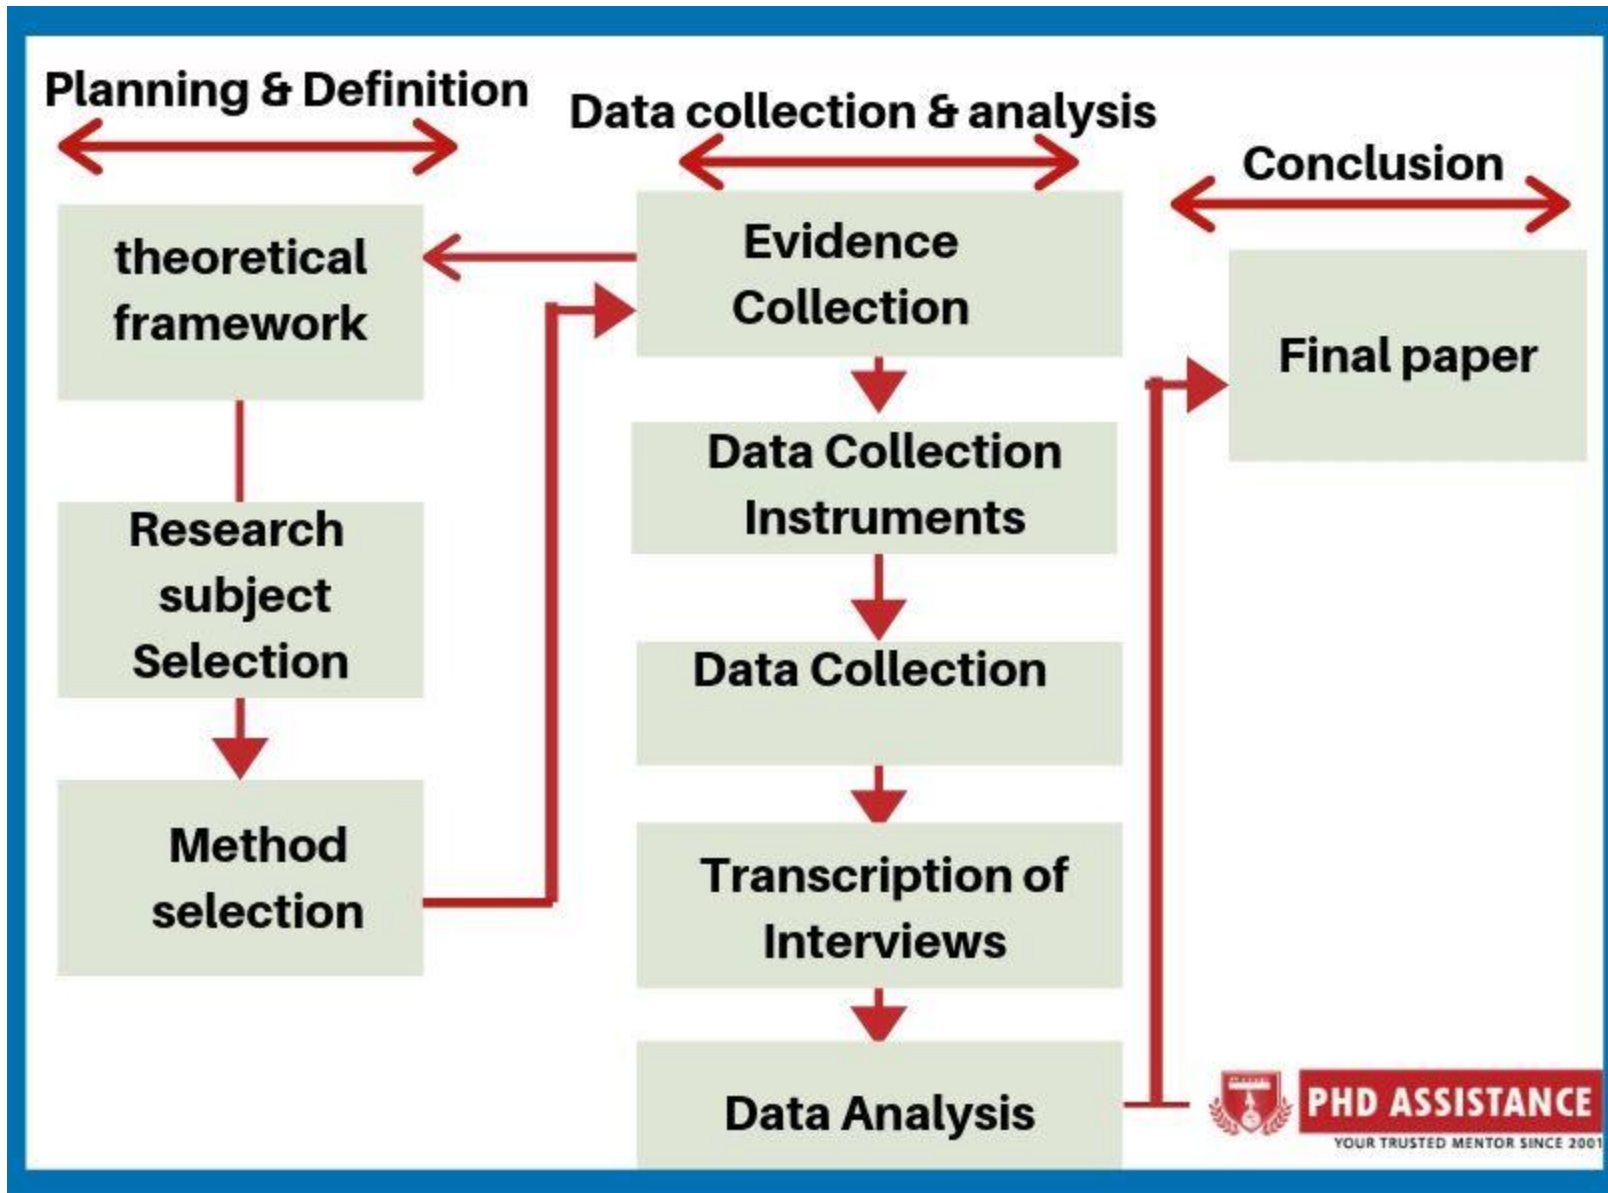 Planning & Definition
theoretical
framework
Research
subject
Selection
Method
selection
Data collection & analysis
Evidence
Collection
Data Collection
Instruments
Data Collection
Transcription of
Interviews
Data Analysis
Conclusion
Final paper
PHD ASSISTANCE
YOUR TRUSTED MENTOR SINCE 2001